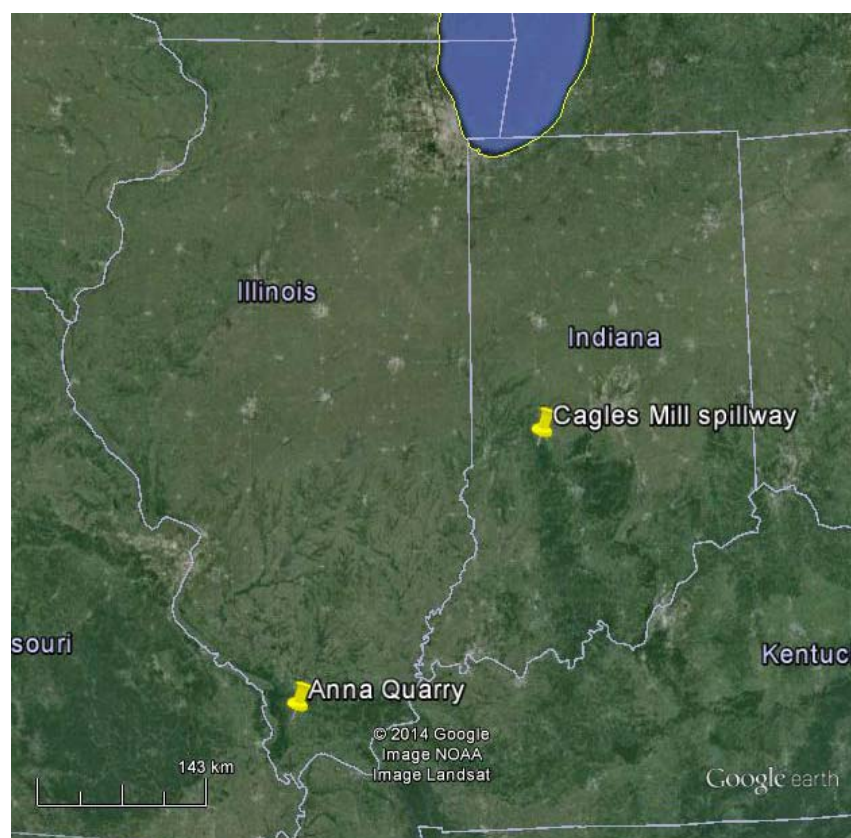 Illinois
Indiana
Cagles Mill spillway
souri
Kentuc
Anna Quarry
© 2014 Google
Image NOAA
Image Landsat
143 km
Google earth